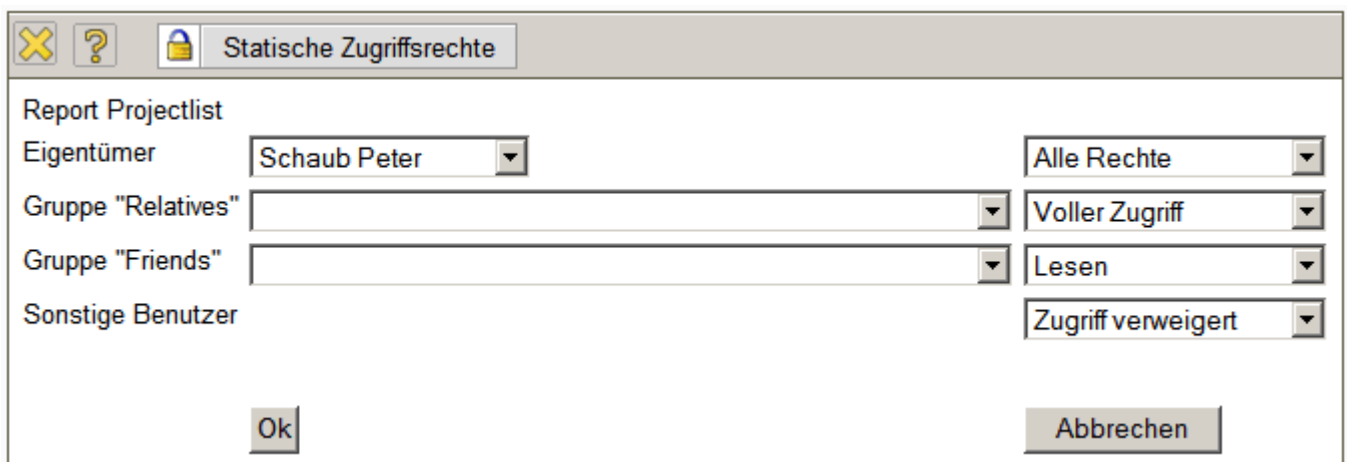 Statische Zugriffsrechte
Report Projectlist
Eigentümer Schaub Peter Alle Rechte
Gruppe "Relatives" Voller Zugriff
Gruppe "Friends" Lesen
Sonstige Benutzer Zugriff verweigert
Ok Abbrechen